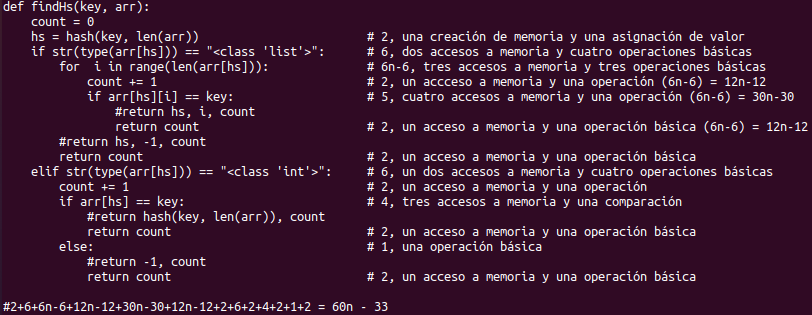 def findHs(key, arr):
    count = 0
    hs = hash(key, len(arr))                       # 2, una creación de memoria y una asignación de valor
    if str(type(arr[hs])) == "<class 'list'>":     # 6, dos accesos a memoria y cuatro operaciones básicas
        for  i in range(len(arr[hs])):             # 6n-6, tres accesos a memoria y tres operaciones básicas
            count += 1                             # 2, un accceso a memoria y una operación (6n-6) = 12n-12
            if arr[hs][i] == key:                  # 5, cuatro accesos a memoria y una operación (6n-6) = 30n-30
                #return hs, i, count
                return count                       # 2, un acceso a memoria y una operación básica (6n-6) = 12n-12
        #return hs, -1, count
        return count                               # 2, un acceso a memoria y una operación básica
    elif str(type(arr[hs])) == "<class 'int'>":    # 6, un dos accesos a memoria y cuatro operaciones básicas
        count += 1                                 # 2, un acceso a memoria y una operación
        if arr[hs] == key:                         # 4, tres accesos a memoria y una comparación
            #return hash(key, len(arr)), count
            return count                           # 2, un acceso a memoria y una operación básica
        else:                                      # 1, una operación básica
            #return -1, count
            return count                           # 2, un acceso a memoria y una operación básica
#2+6+6n-6+12n-12+30n-30+12n-12+2+6+2+4+2+1+2 = 60n - 33